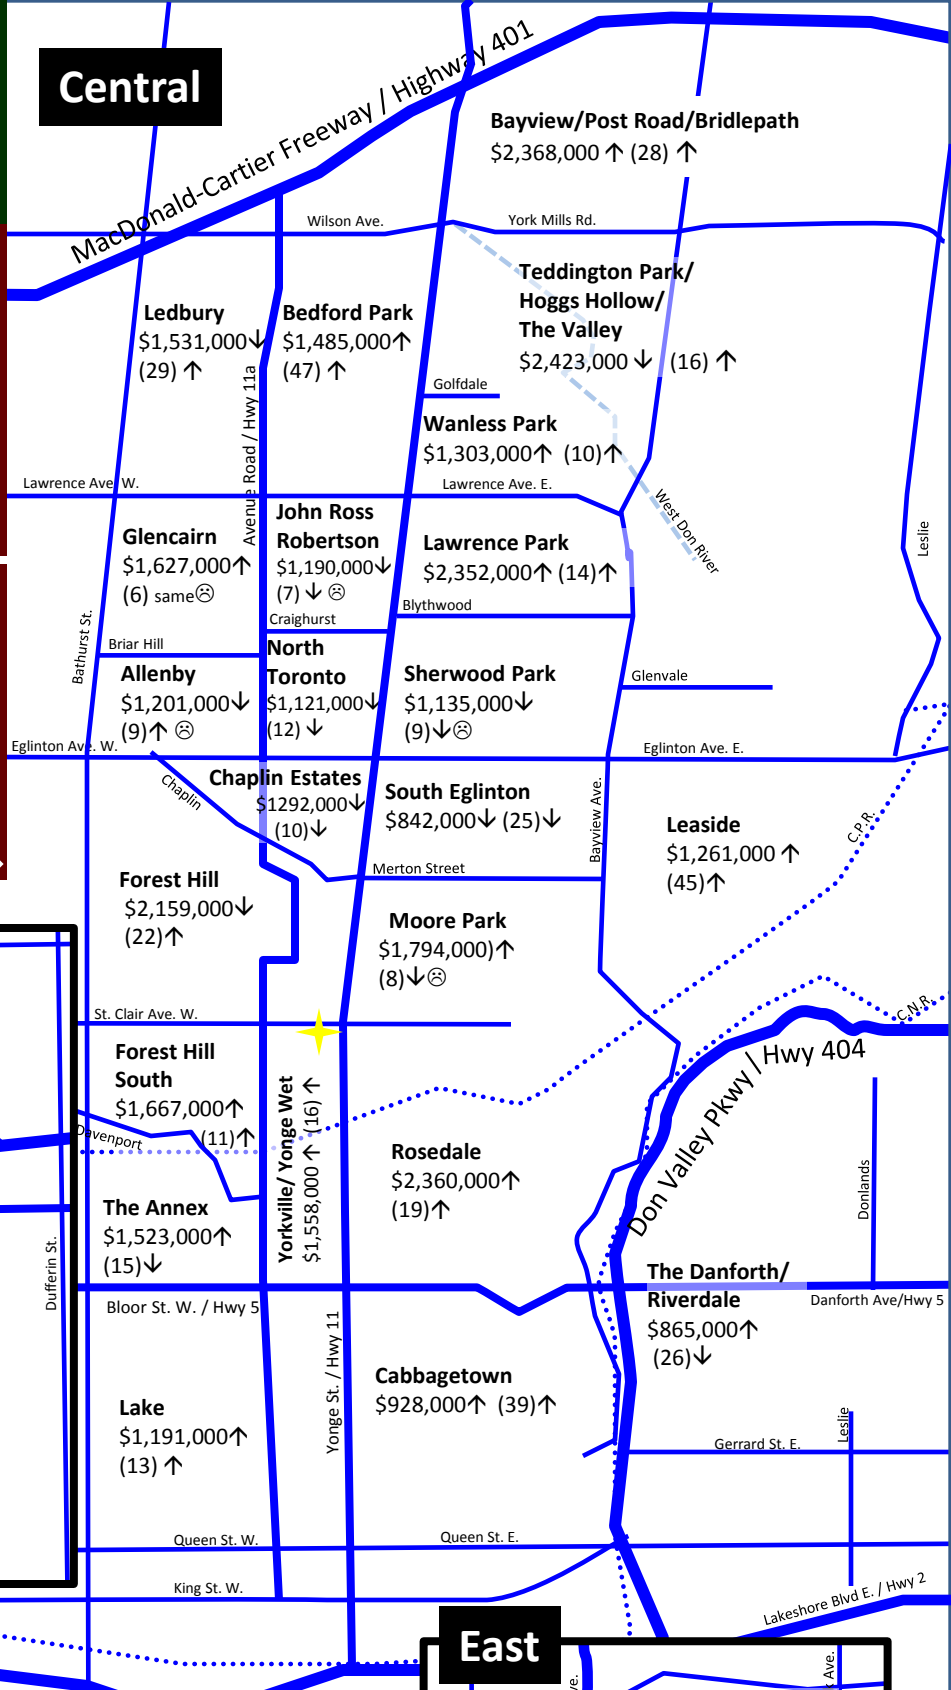 Central
MacDonald-Cartier Freeway / Highway 401
Bayview/Post Road/Bridlepath
$2,368,000 ↑ (28) ↑
Wilson Ave.
York Mills Rd.
Teddington Park/
Hoggs Hollow/
The Valley
$2,423,000 ↓ (16) ↑
Ledbury
$1,531,000↓
(29) ↑
Bedford Park
$1,485,000↑
(47) ↑
Avenue Road / Hwy 11a
Golfdale
Wanless Park
$1,303,000↑ (10)↑
Lawrence Ave. W.
Lawrence Ave. E.
West Don River
Leslie
Glencairn
$1,627,000↑
(6) same☹
John Ross
Robertson
$1,190,000↓
(7) ↓ ☹
Lawrence Park
$2,352,000↑ (14)↑
Blythwood
Craighurst
Bathurst St.
Briar Hill
Allenby
$1,201,000↓
(9)↑ ☹
North
Toronto
$1,121,000↓
(12) ↓
Sherwood Park
$1,135,000↓
(9)↓☹
Glenvale
Eglinton Ave. W.
Eglinton Ave. E.
Chaplin
Chaplin Estates
$1292,000↓
(10)↓
South Eglinton
$842,000↓ (25)↓
Bayview Ave.
Leaside
$1,261,000 ↑
(45)↑
C.P.R.
Merton Street
Forest Hill
$2,159,000↓
(22)↑
Moore Park
$1,794,000)↑
(8)↓☹
St. Clair Ave. W.
C.N.R.
Don Valley Pkwy / Hwy 404
Forest Hill
South
$1,667,000↑
(11)↑
Davenport
Yorkville/ Yonge Wet
$1,558,000 ↑ (16) ↑
Rosedale
$2,360,000↑
(19)↑
Donlands
The Annex
$1,523,000↑
(15)↓
Dufferin St.
Bloor St. W. / Hwy 5
The Danforth/
Riverdale
$865,000↑
(26)↓
Danforth Ave/Hwy 5
Yonge St. / Hwy 11
Cabbagetown
$928,000↑ (39)↑
Lake
$1,191,000↑
(13) ↑
Leslie
Gerrard St. E.
Queen St. W.
Queen St. E.
King St. W.
Lakeshore Blvd E. / Hwy 2
East